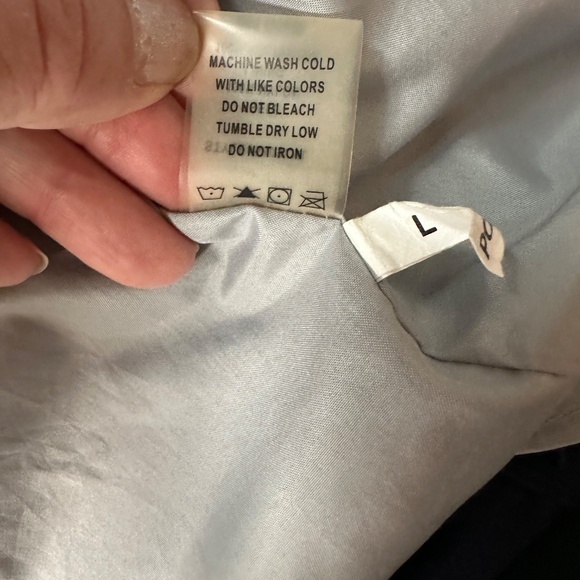 MACHINE WASH COLD
WITH LIKE COLORS
DO NOT BLEACH
TUMBLE DRY LOW
DO NOT IRON
L